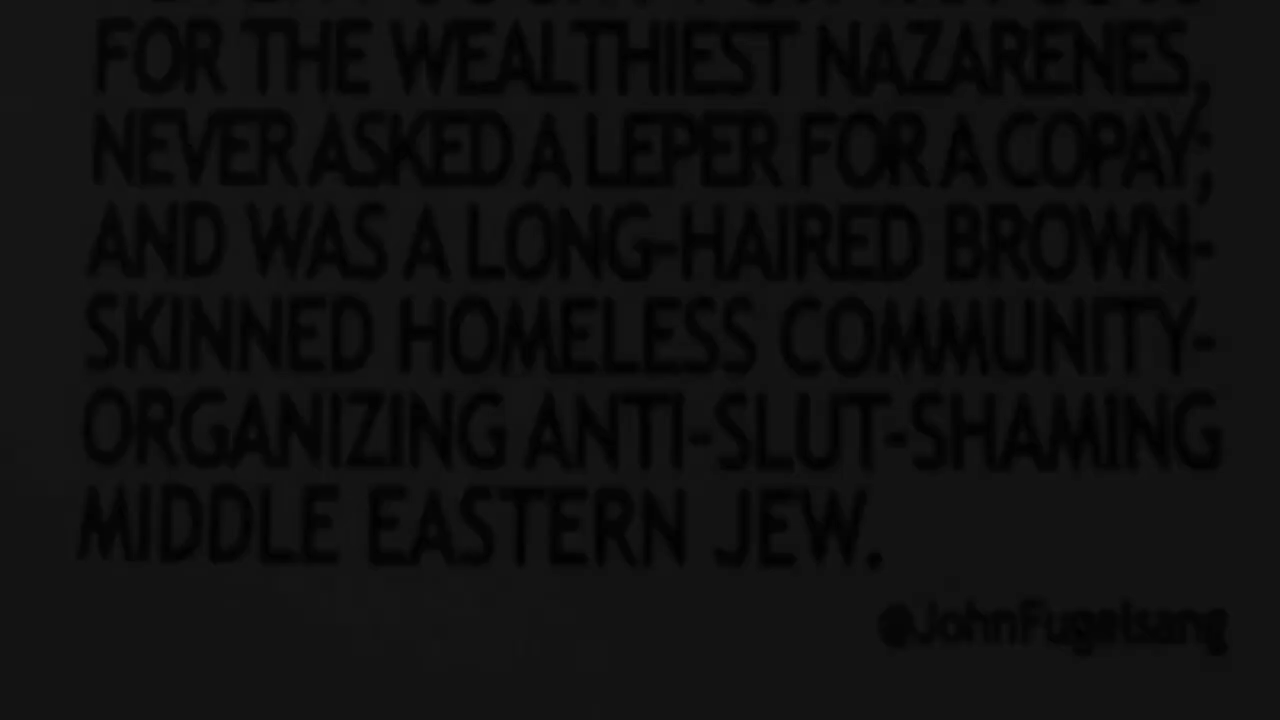 FOR THE WEALTHIEST NAZARENES,
NEVER ASKED A LEPER FOR A COPAY;
AND WAS A LONG-HAIRED BROWN-
SKINNED HOMELESS COMMUNITY-
ORGANIZING ANTI-SLUT-SHAMING
MIDDLE EASTERN JEW.
@JohnFugelsang